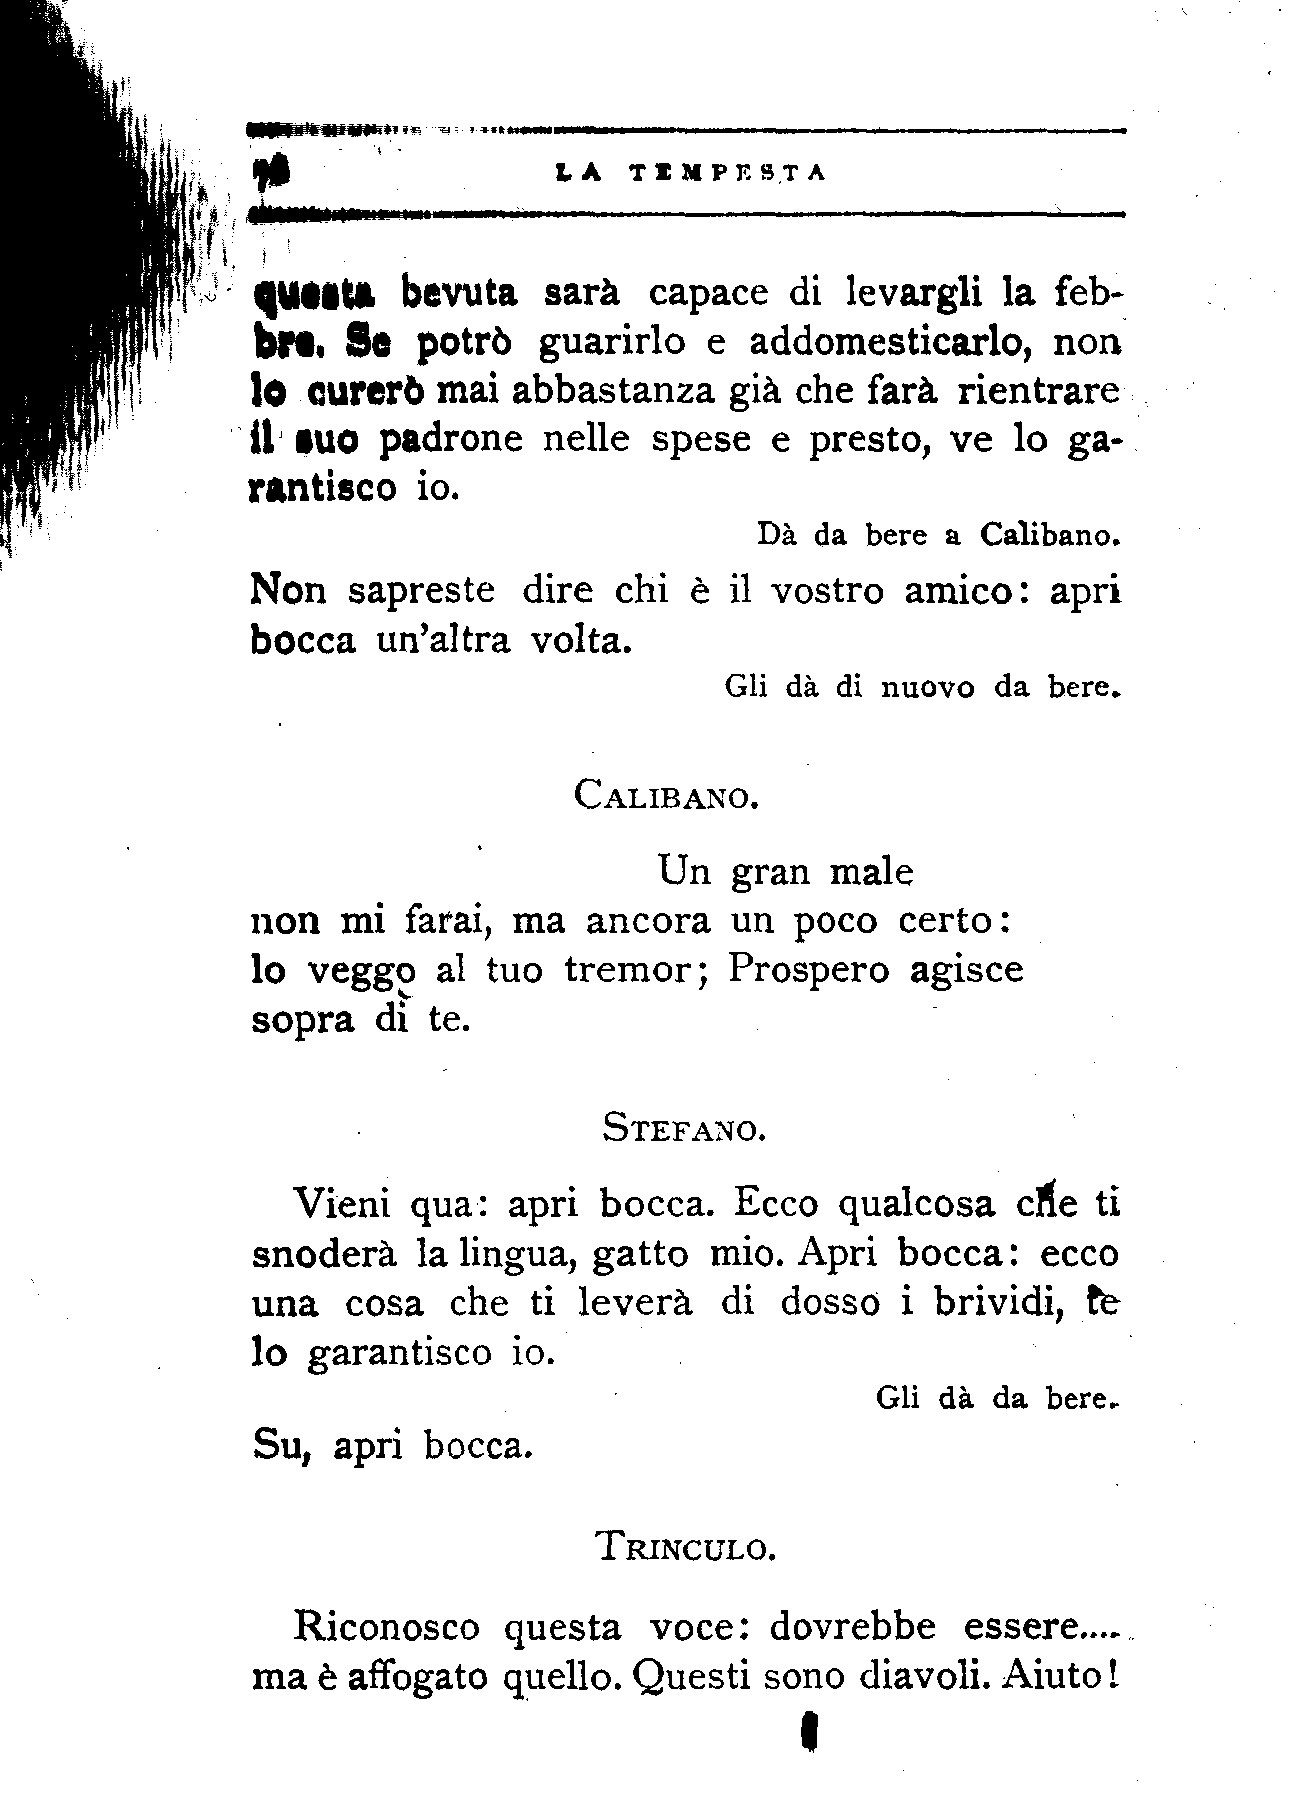 LA TEMPESTA
questa bevuta sarà capace di levargli la feb-
bre. Se potrò guarirlo e addomesticarlo, non
lo curerò mai abbastanza già che farà rientrare
il suo padrone nelle spese e presto, ve lo ga-
rantisco io.
Dà da bere a Calibano.
Non sapreste dire chi è il vostro amico: apri
bocca un'altra volta.
Gli dà di nuovo da bere.
CALIBANO.
Un gran male
non mi farai, ma ancora un poco certo:
lo veggo al tuo tremor; Prospero agisce
sopra di te.
STEFANO.
Vieni qua: apri bocca. Ecco qualcosa che ti
snoderà la lingua, gatto mio. Apri bocca: ecco
una cosa che ti leverà di dosso i brividi, te
lo garantisco io.
Gli dà da bere.
Su, apri bocca.
TRINCULO.
Riconosco questa voce: dovrebbe essere....
ma è affogato quello. Questi sono diavoli. Aiuto!